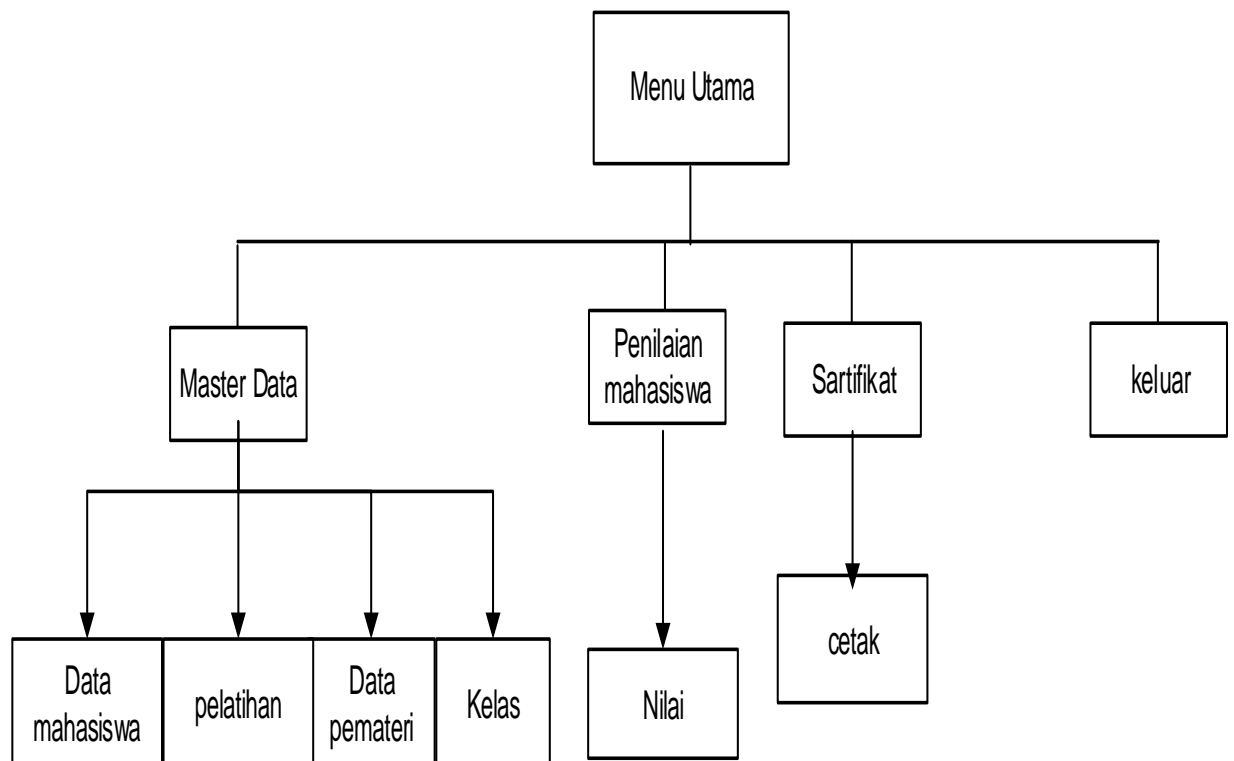 Menu Utama
Master Data
Penilaian
mahasiswa
Sartifikat
keluar
Data
mahasiswa
pelatihan
Data
pemateri
Kelas
Nilai
cetak